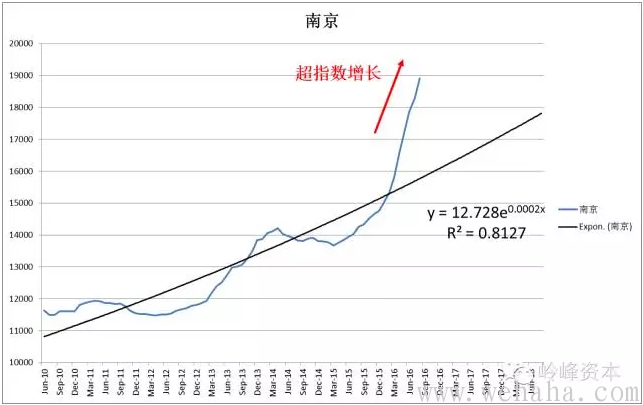 南京
20000
19000
18000
17000
16000
15000
14000
13000
12000
11000
10000
超指数增长
y = 12.728e^0.0002x
R² = 0.8127
南京
Expon. (南京)
Jun-10
Sep-10
Dec-10
Mar-11
Jun-11
Sep-11
Dec-11
Mar-12
Jun-12
Sep-12
Dec-12
Mar-13
Jun-13
Sep-13
Dec-13
Mar-14
Jun-14
Sep-14
Dec-14
Mar-15
Jun-15
Sep-15
Dec-15
Mar-16
Jun-16
Sep-16
Dec-16
Mar-17
Jun-17
Sep-17
Dec-17
岭峰资本
www.weihaha.com